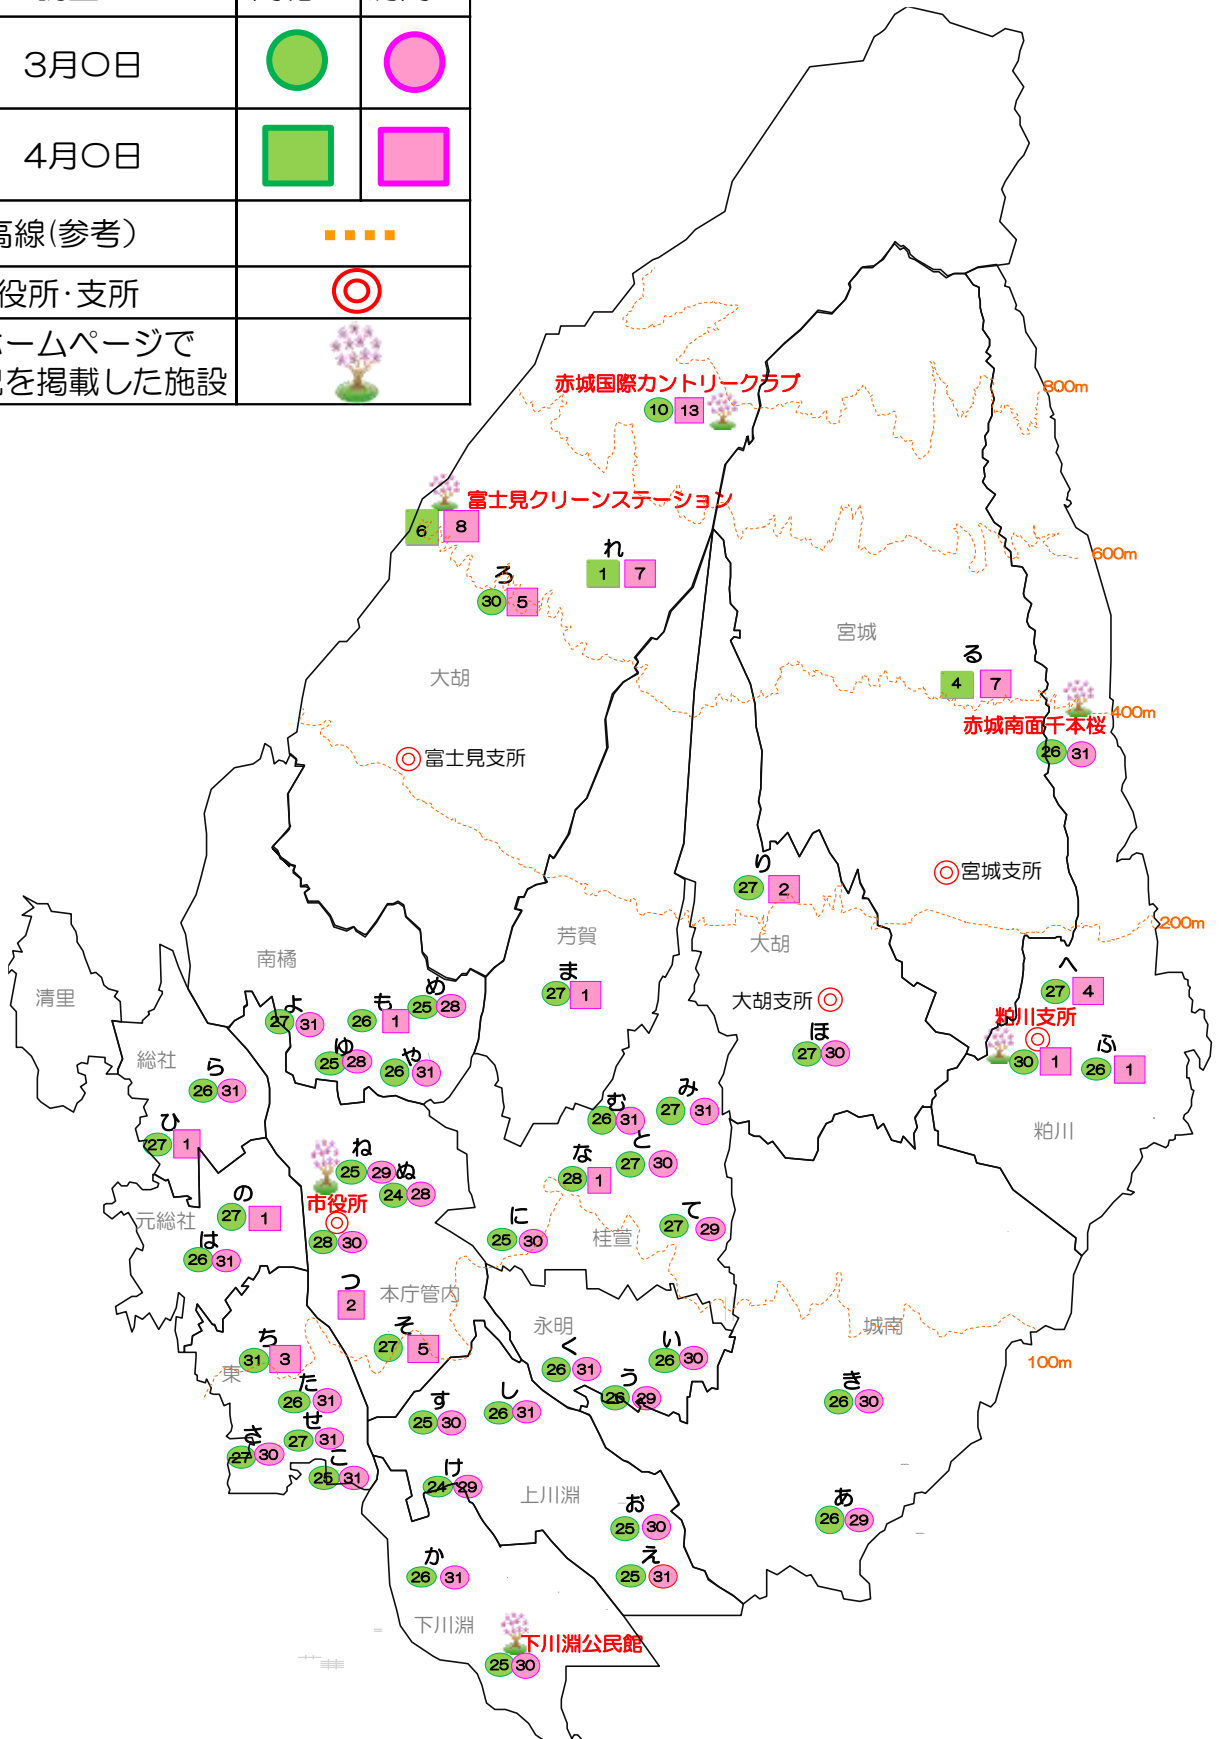 3月〇日
4月〇日
高線(参考)
役所・支所
ホームページで
を掲載した施設
800m
赤城国際カントリークラブ
10 13
富士見クリーンステーション
6 8
れ
1 7
600m
ろ
30 5
宮城
大胡
る
4 7
400m
赤城南面千本桜
26 31
富士見支所
り
27 2
宮城支所
200m
芳賀
大胡
南橘
清里
ま
27 1
へ
27 4
め
25 28
も
26 1
よ
27 31
大胡支所
粕川支所
30 1
ほ
27 30
ふ
26 1
ゆ
25 28
や
26 31
総社
ら
26 31
む
26 31
み
27 31
粕川
ひ
27 1
と
27 30
な
28 1
ね
25 29
ぬ
24 28
市役所
28 30
の
27 1
元総社
は
26 31
に
25 30
桂萱
て
27 29
つ
2
本庁管内
そ
27 5
永明
い
26 30
城南
100m
ち
31 3
東
く
26 31
う
26 29
た
26 31
き
26 30
し
26 31
す
25 30
せ
27 31
さ
27 30
こ
25 31
け
24 29
上川淵
お
25 30
あ
26 29
え
25 31
か
26 31
下川淵
下川淵公民館
25 30